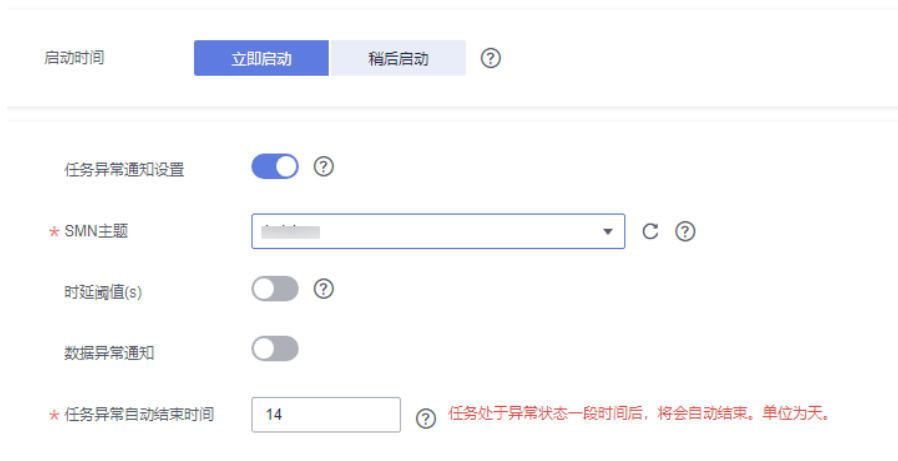 启动时间 立即启动 稍后启动 ?
任务异常通知设置 ?
* SMN主题 ?
时延阈值(s) ?
数据异常通知
* 任务异常自动结束时间 14 ? 任务处于异常状态一段时间后，将会自动结束。单位为天。